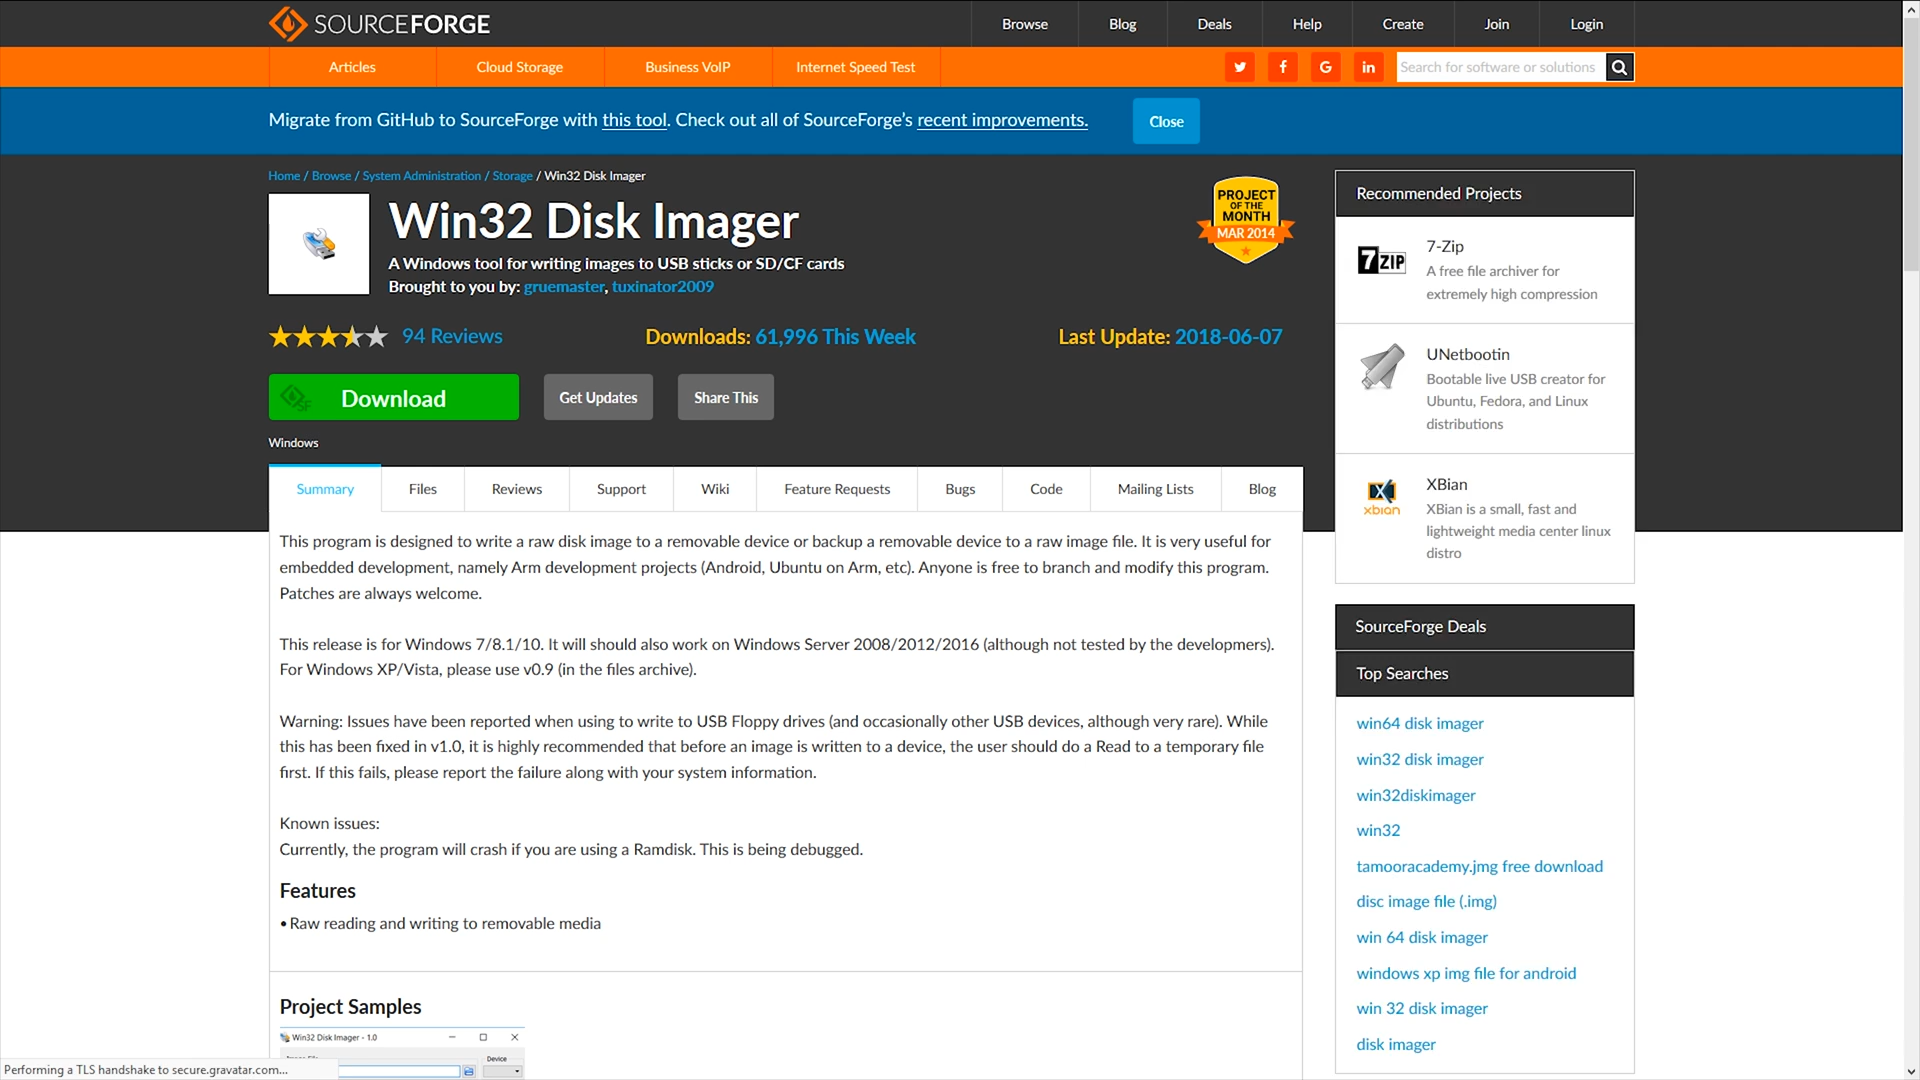 SOURCEFORGE
Browse
Blog
Deals
Help
Create
Join
Login
Articles
Cloud Storage
Business VoIP
Internet Speed Test
Search for software or solutions
Migrate from GitHub to SourceForge with this tool. Check out all of SourceForge's recent improvements.
Close
Home / Browse / System Administration / Storage / Win32 Disk Imager
Win32 Disk Imager
A Windows tool for writing images to USB sticks or SD/CF cards
Brought to you by: gruemaster, tuxinator2009
PROJECT
OF THE
MONTH
MAR 2014
94 Reviews
Downloads: 61,996 This Week
Last Update: 2018-06-07
SF
Download
Get Updates
Share This
Windows
Summary
Files
Reviews
Support
Wiki
Feature Requests
Bugs
Code
Mailing Lists
Blog
This program is designed to write a raw disk image to a removable device or backup a removable device to a raw image file. It is very useful for
embedded development, namely Arm development projects (Android, Ubuntu on Arm, etc). Anyone is free to branch and modify this program.
Patches are always welcome.
This release is for Windows 7/8.1/10. It will should also work on Windows Server 2008/2012/2016 (although not tested by the developmers).
For Windows XP/Vista, please use v0.9 (in the files archive).
Warning: Issues have been reported when using to write to USB Floppy drives (and occasionally other USB devices, although very rare). While
this has been fixed in v1.0, it is highly recommended that before an image is written to a device, the user should do a Read to a temporary file
first. If this fails, please report the failure along with your system information.
Known issues:
Currently, the program will crash if you are using a Ramdisk. This is being debugged.
Features
• Raw reading and writing to removable media
Project Samples
Win32 Disk Imager - 1.0
Device
Performing a TLS handshake to secure.gravatar.com...
Recommended Projects
7ZIP
7-Zip
A free file archiver for
extremely high compression
UNetbootin
Bootable live USB creator for
Ubuntu, Fedora, and Linux
distributions
xbian
XBian
XBian is a small, fast and
lightweight media center linux
distro
SourceForge Deals
Top Searches
win64 disk imager
win32 disk imager
win32diskimager
win32
tamooracademy.jmg free download
disc image file (.img)
win 64 disk imager
windows xp img file for android
win 32 disk imager
disk imager